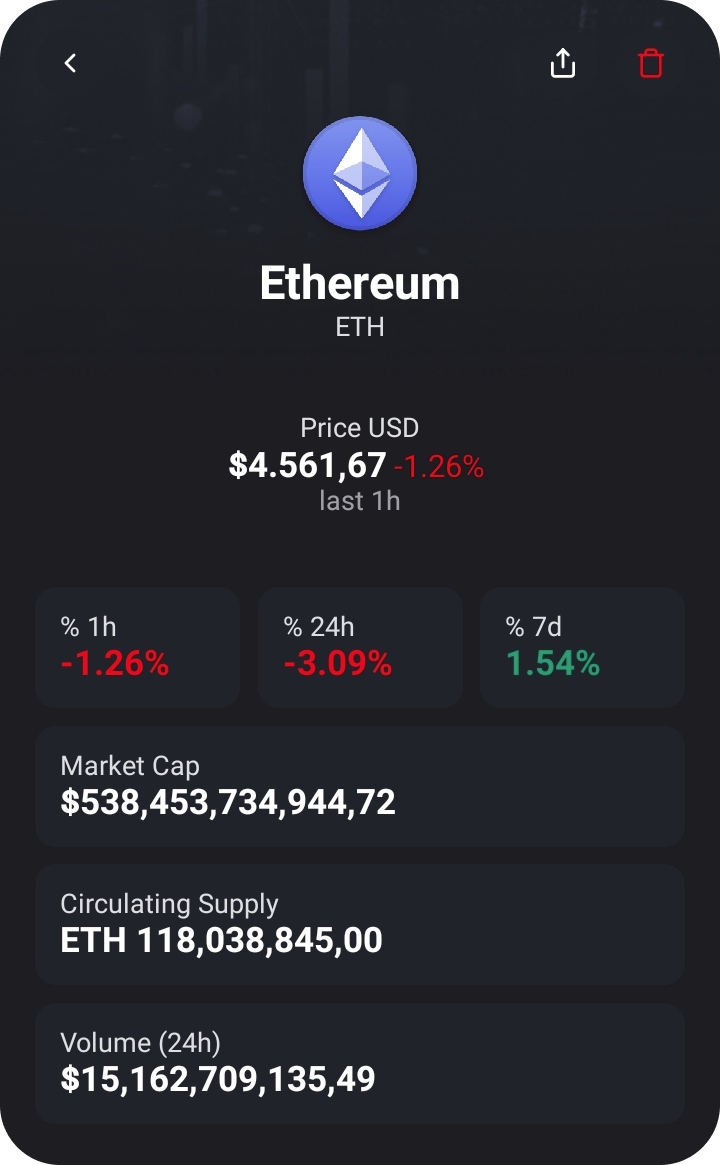 Ethereum
ETH
Price USD
$4.561,67 -1.26%
last 1h
% 1h
-1.26%
% 24h
-3.09%
% 7d
1.54%
Market Cap
$538,453,734,944,72
Circulating Supply
ETH 118,038,845,00
Volume (24h)
$15,162,709,135,49